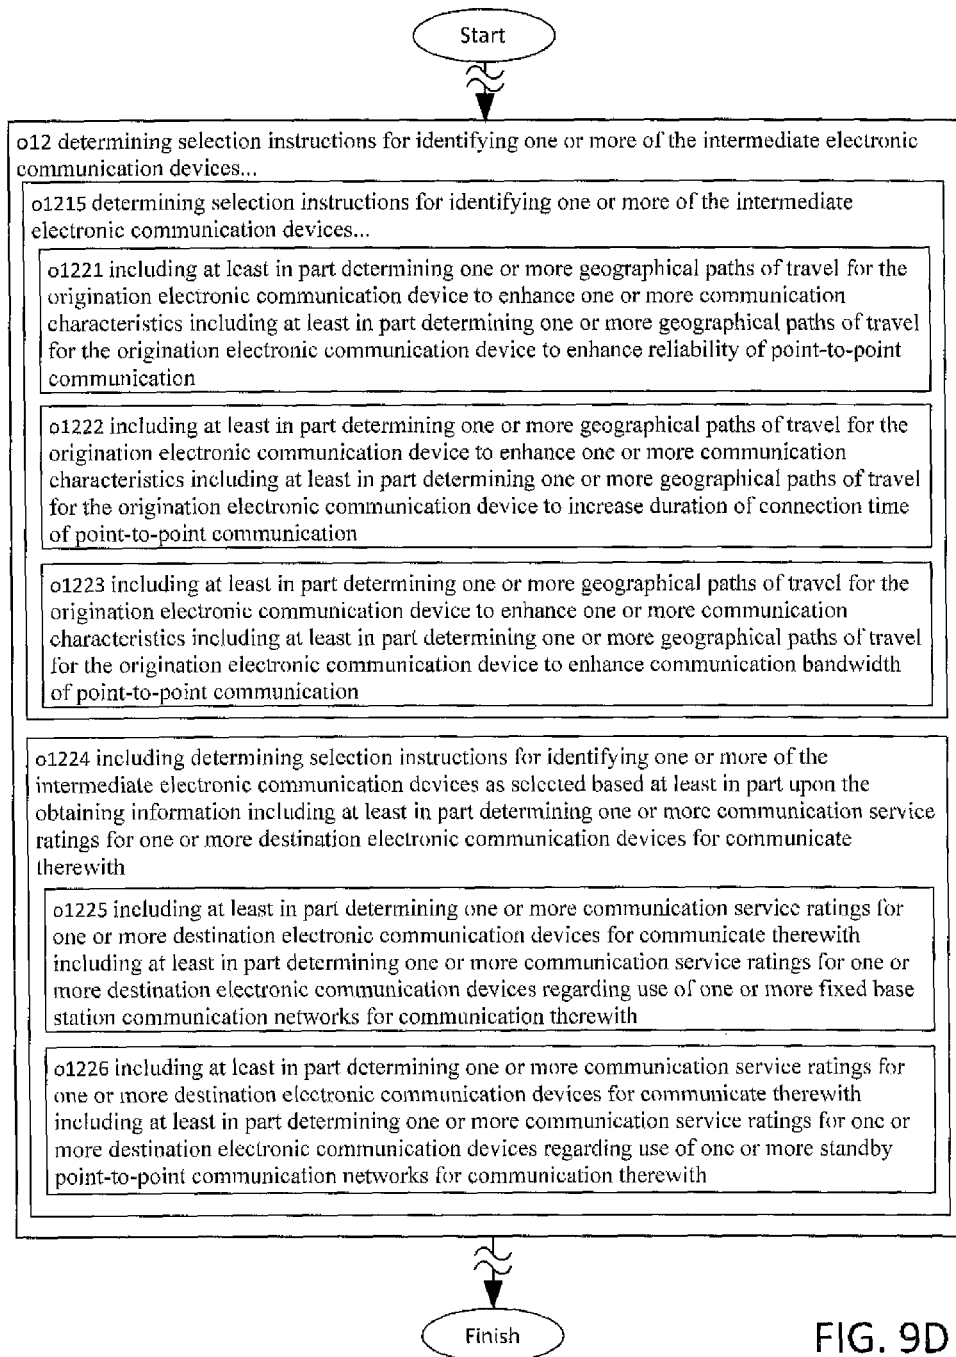 Start
o12 determining selection instructions for identifying one or more of the intermediate electronic
communication devices...
o1215 determining selection instructions for identifying one or more of the intermediate
electronic communication devices...
o1221 including at least in part determining one or more geographical paths of travel for the
origination electronic communication device to enhance one or more communication
characteristics including at least in part determining one or more geographical paths of travel
for the origination electronic communication device to enhance reliability of point-to-point
communication
o1222 including at least in part determining one or more geographical paths of travel for the
origination electronic communication device to enhance one or more communication
characteristics including at least in part determining one or more geographical paths of travel
for the origination electronic communication device to increase duration of connection time
of point-to-point communication
o1223 including at least in part determining one or more geographical paths of travel for the
origination electronic communication device to enhance one or more communication
characteristics including at least in part determining one or more geographical paths of travel
for the origination electronic communication device to enhance communication bandwidth
of point-to-point communication
o1224 including determining selection instructions for identifying one or more of the
intermediate electronic communication devices as selected based at least in part upon the
obtaining information including at least in part determining one or more communication service
ratings for one or more destination electronic communication devices for communicate
therewith
o1225 including at least in part determining one or more communication service ratings for
one or more destination electronic communication devices for communicate therewith
including at least in part determining one or more communication service ratings for one or
more destination electronic communication devices regarding use of one or more fixed base
station communication networks for communication therewith
o1226 including at least in part determining one or more communication service ratings for
one or more destination electronic communication devices for communicate therewith
including at least in part determining one or more communication service ratings for one or
more destination electronic communication devices regarding use of one or more standby
point-to-point communication networks for communication therewith
Finish
FIG. 9D